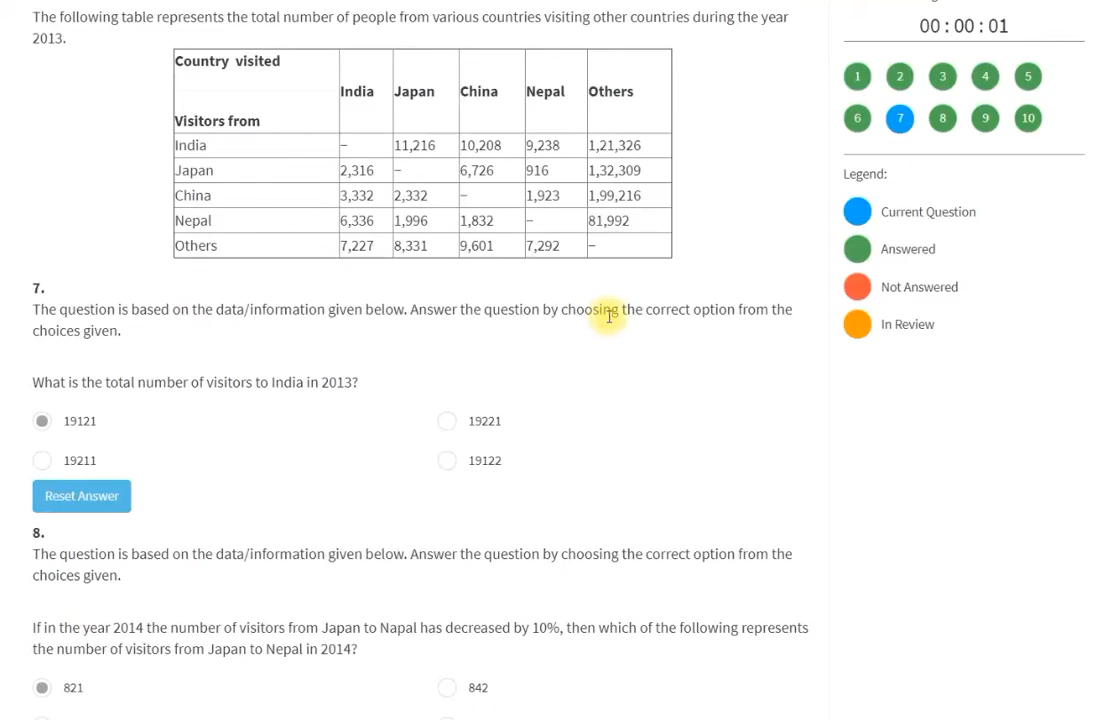 The following table represents the total number of people from various countries visiting other countries during the year
2013.
Country visited
India Japan China Nepal Others
Visitors from
India – 11,216 10,208 9,238 1,21,326
Japan 2,316 – 6,726 916 1,32,309
China 3,332 2,332 – 1,923 1,99,216
Nepal 6,336 1,996 1,832 – 81,992
Others 7,227 8,331 9,601 7,292 –
7.
The question is based on the data/information given below. Answer the question by choosing the correct option from the
choices given.
What is the total number of visitors to India in 2013?
19121 19221
19211 19122
Reset Answer
8.
The question is based on the data/information given below. Answer the question by choosing the correct option from the
choices given.
If in the year 2014 the number of visitors from Japan to Napal has decreased by 10%, then which of the following represents
the number of visitors from Japan to Nepal in 2014?
821 842
00 : 00 : 01
1 2 3 4 5
6 7 8 9 10
Legend:
Current Question
Answered
Not Answered
In Review